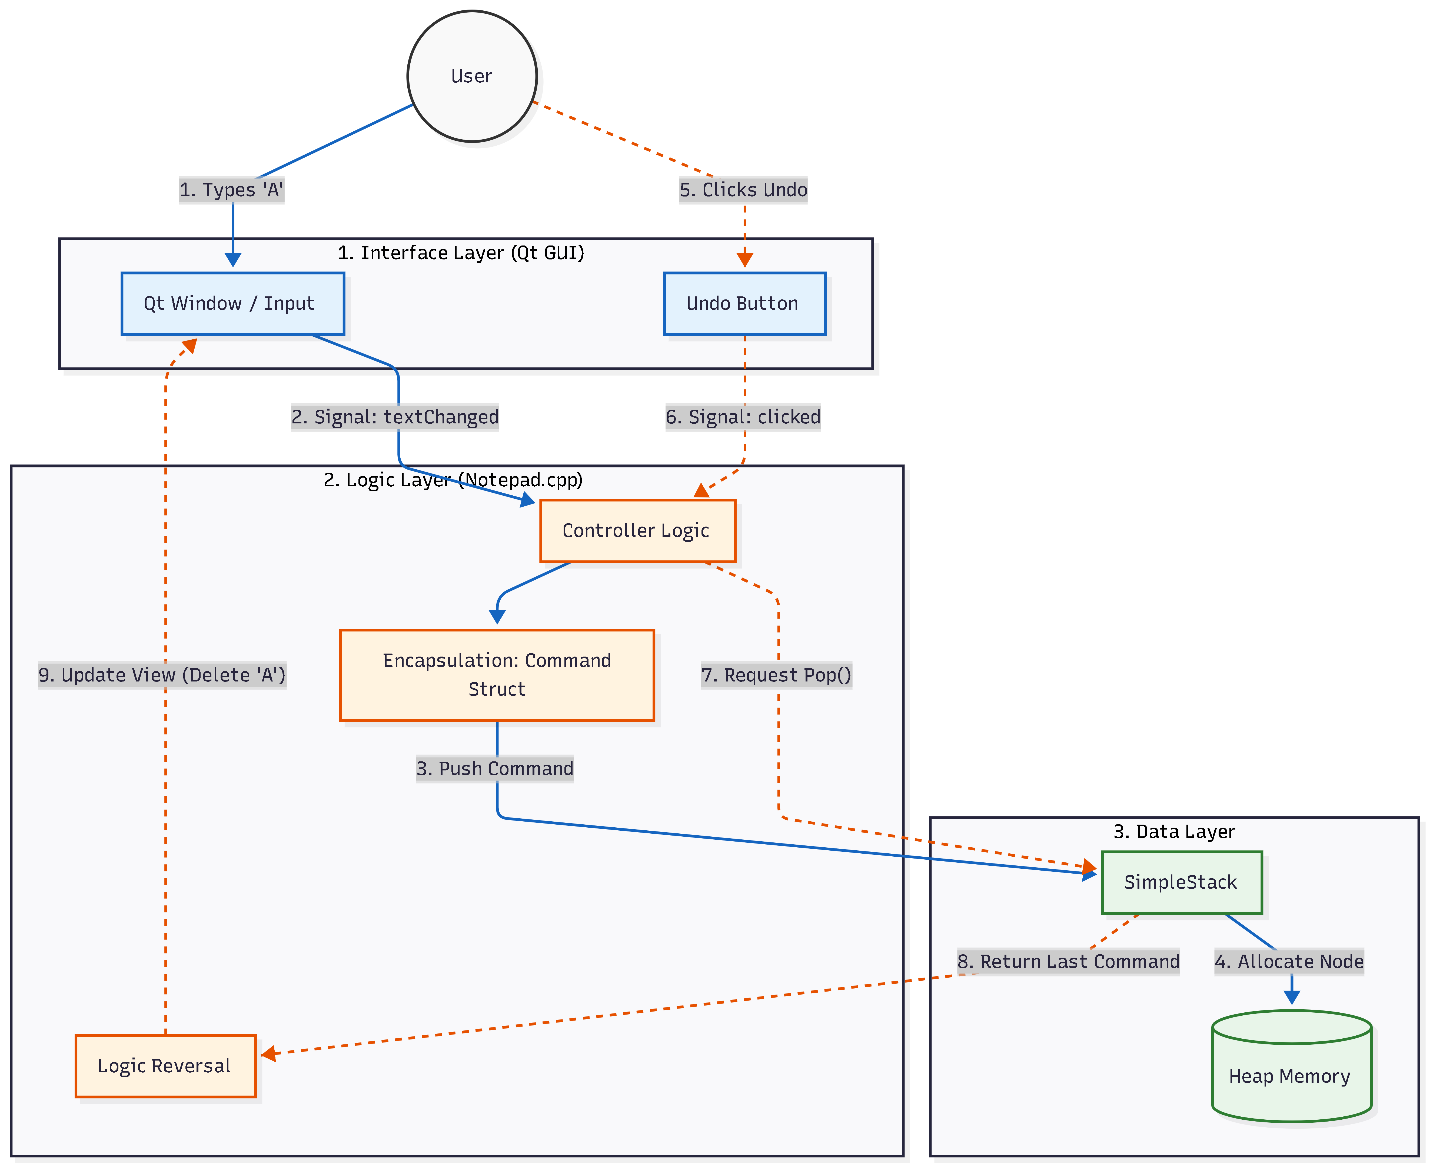 User
1. Types 'A'
5. Clicks Undo
1. Interface Layer (Qt GUI)
Qt Window / Input
Undo Button
2. Signal: textChanged
6. Signal: clicked
2. Logic Layer (Notepad.cpp)
Controller Logic
Encapsulation: Command
Struct
9. Update View (Delete 'A')
7. Request Pop()
3. Push Command
3. Data Layer
SimpleStack
8. Return Last Command
4. Allocate Node
Logic Reversal
Heap Memory